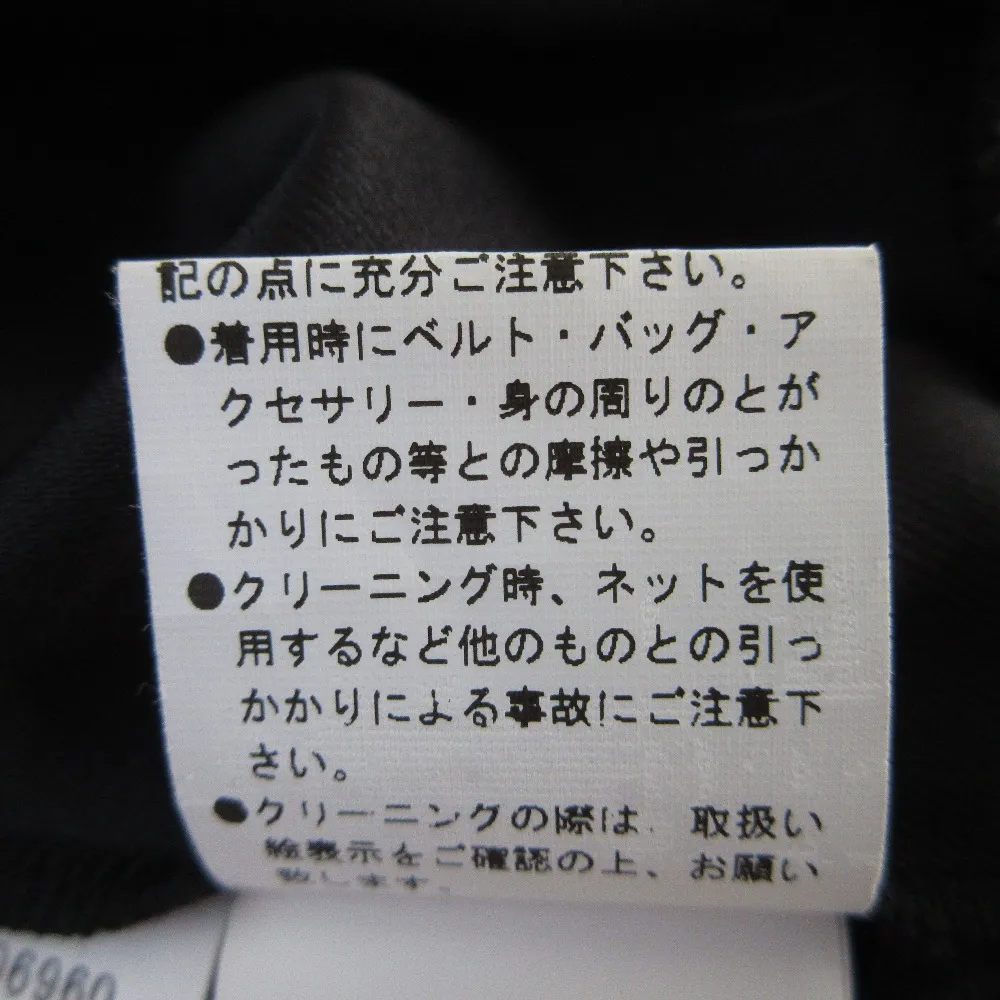 記の点に充分ご注意下さい。
●着用時にベルト・バッグ・ア
クセサリー・身の周りのとが
ったもの等との摩擦や引っか
かりにご注意下さい。
●クリーニング時、ネットを使
用するなど他のものとの引っ
かかりによる事故にご注意下
さい。
●クリーニングの際は、取扱い
絵表示をご確認の上、お願い
致します。
06960